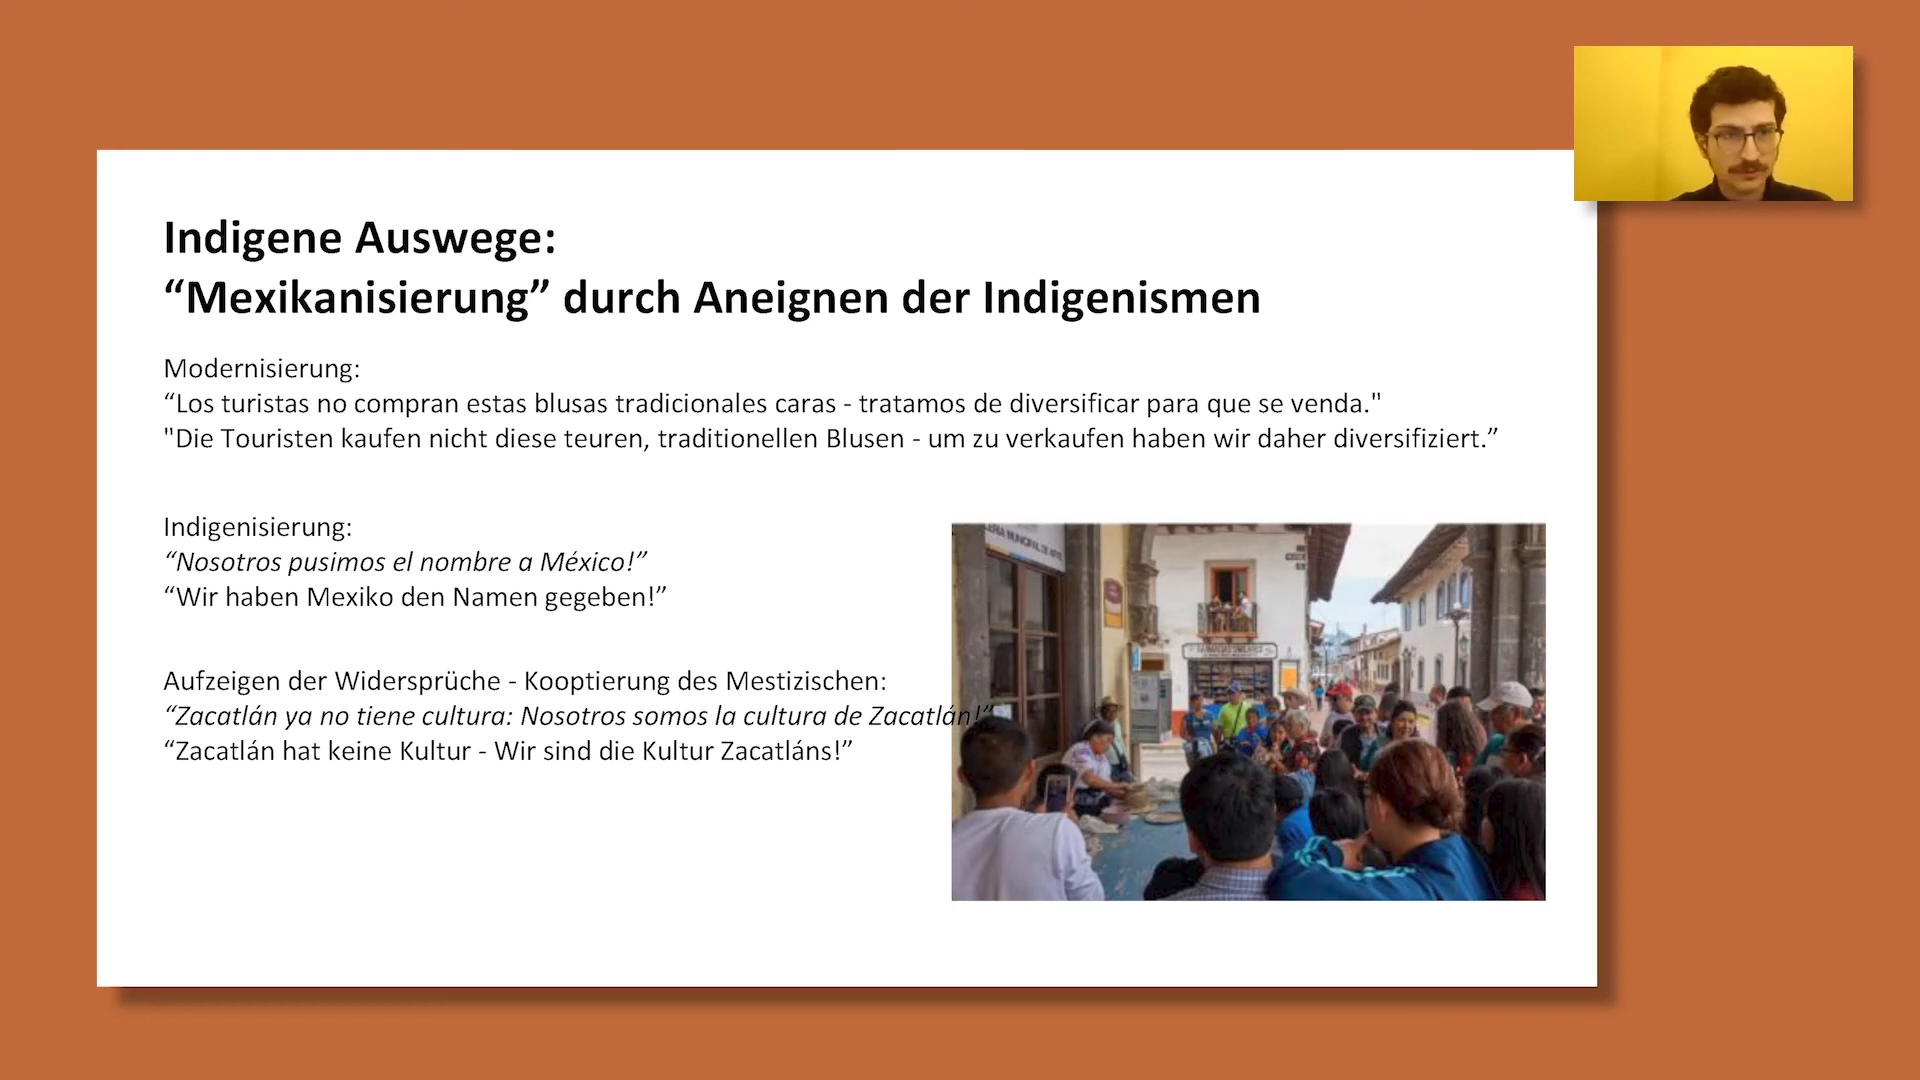 Indigene Auswege:
“Mexikanisierung” durch Aneignen der Indigenismen
Modernisierung:
“Los turistas no compran estas blusas tradicionales caras - tratamos de diversificar para que se venda."
"Die Touristen kaufen nicht diese teuren, traditionellen Blusen - um zu verkaufen haben wir daher diversifiziert.”
Indigenisierung:
“Nosotros pusimos el nombre a México!”
“Wir haben Mexiko den Namen gegeben!”
Aufzeigen der Widersprüche - Kooptierung des Mestizischen:
“Zacatlán ya no tiene cultura: Nosotros somos la cultura de Zacatlán!”
“Zacatlán hat keine Kultur - Wir sind die Kultur Zacatláns!”
MUNICIPAL DE